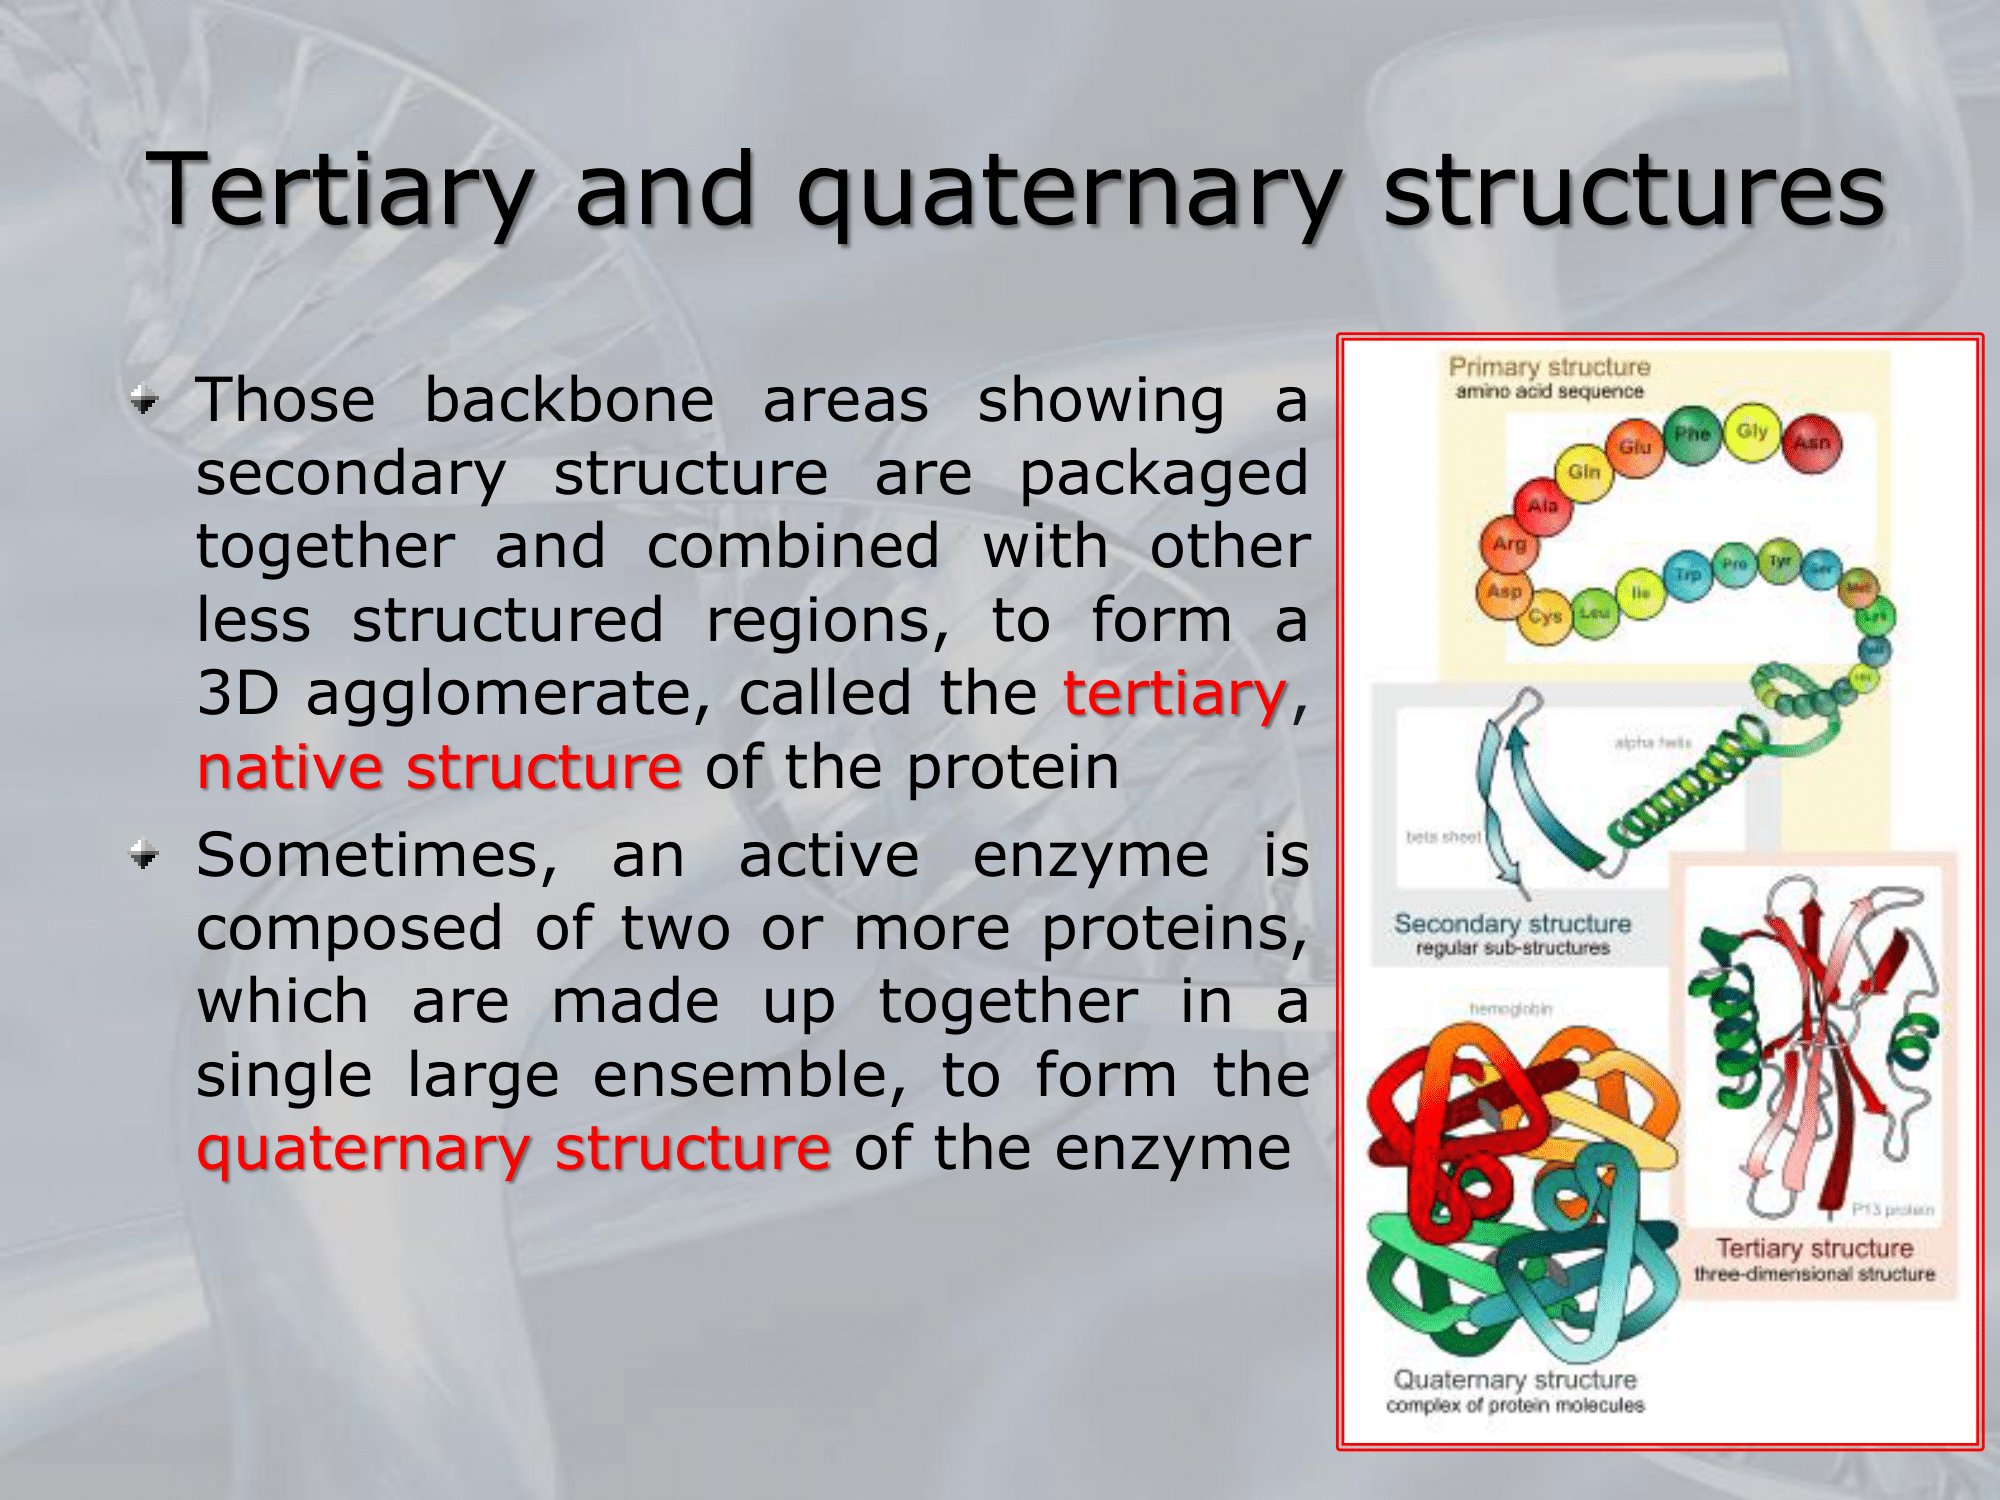 Tertiary and quaternary structures
Those backbone areas showing a
secondary structure are packaged
together and combined with other
less structured regions, to form a
3D agglomerate, called the tertiary,
native structure of the protein
Sometimes, an active enzyme is
composed of two or more proteins,
which are made up together in a
single large ensemble, to form the
quaternary structure of the enzyme
Primary structure
amino acid sequence
Asn
Gly
Phe
Glu
Gln
Ala
Arg
Asp
Cys
Leu
Ile
Trp
Pro
Tyr
Ser
Met
Lys
alpha helix
beta sheet
Secondary structure
regular sub-structures
P13 protein
Tertiary structure
three-dimensional structure
hemoglobin
Quaternary structure
complex of protein molecules